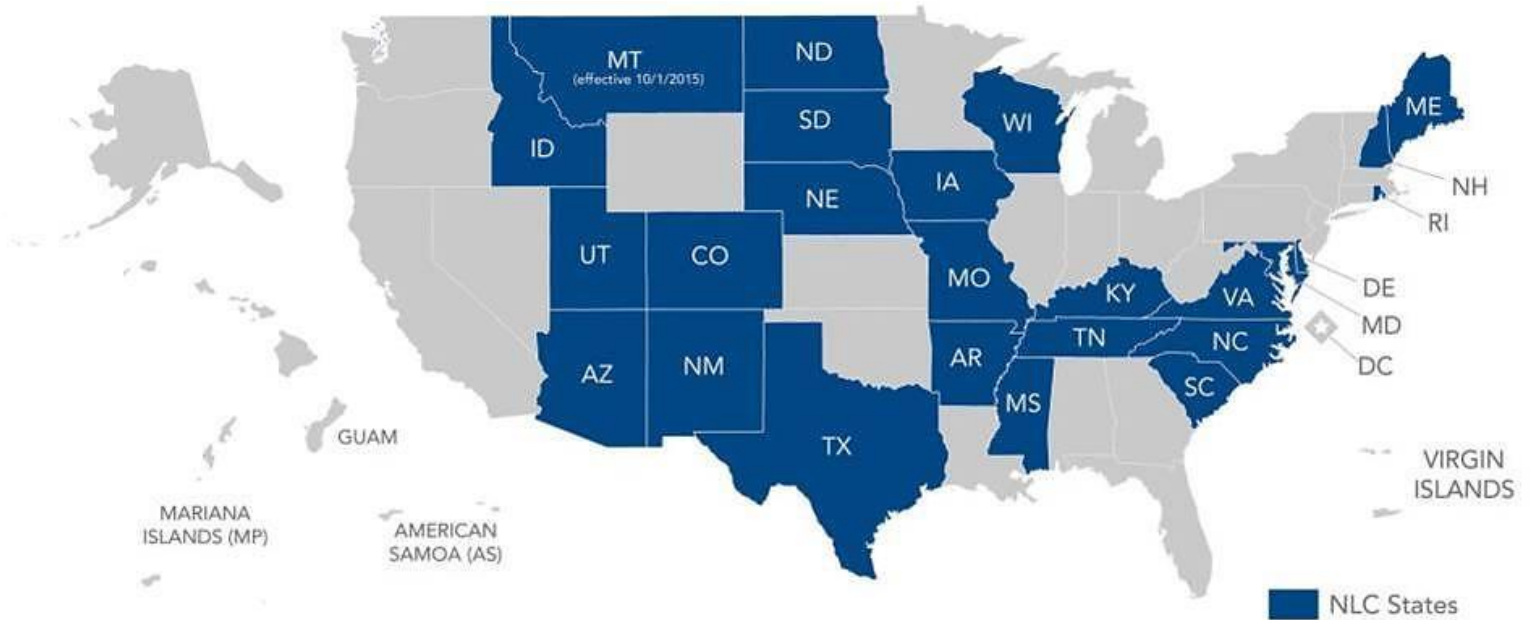 MT
(effective 10/1/2015)
ND
ME
SD
WI
ID
IA
NH
NE
RI
UT
CO
MO
DE
KY
VA
MD
TN
NC
DC
AZ
NM
AR
SC
MS
GUAM
TX
VIRGIN
ISLANDS
MARIANA
ISLANDS (MP)
AMERICAN
SAMOA (AS)
NLC States